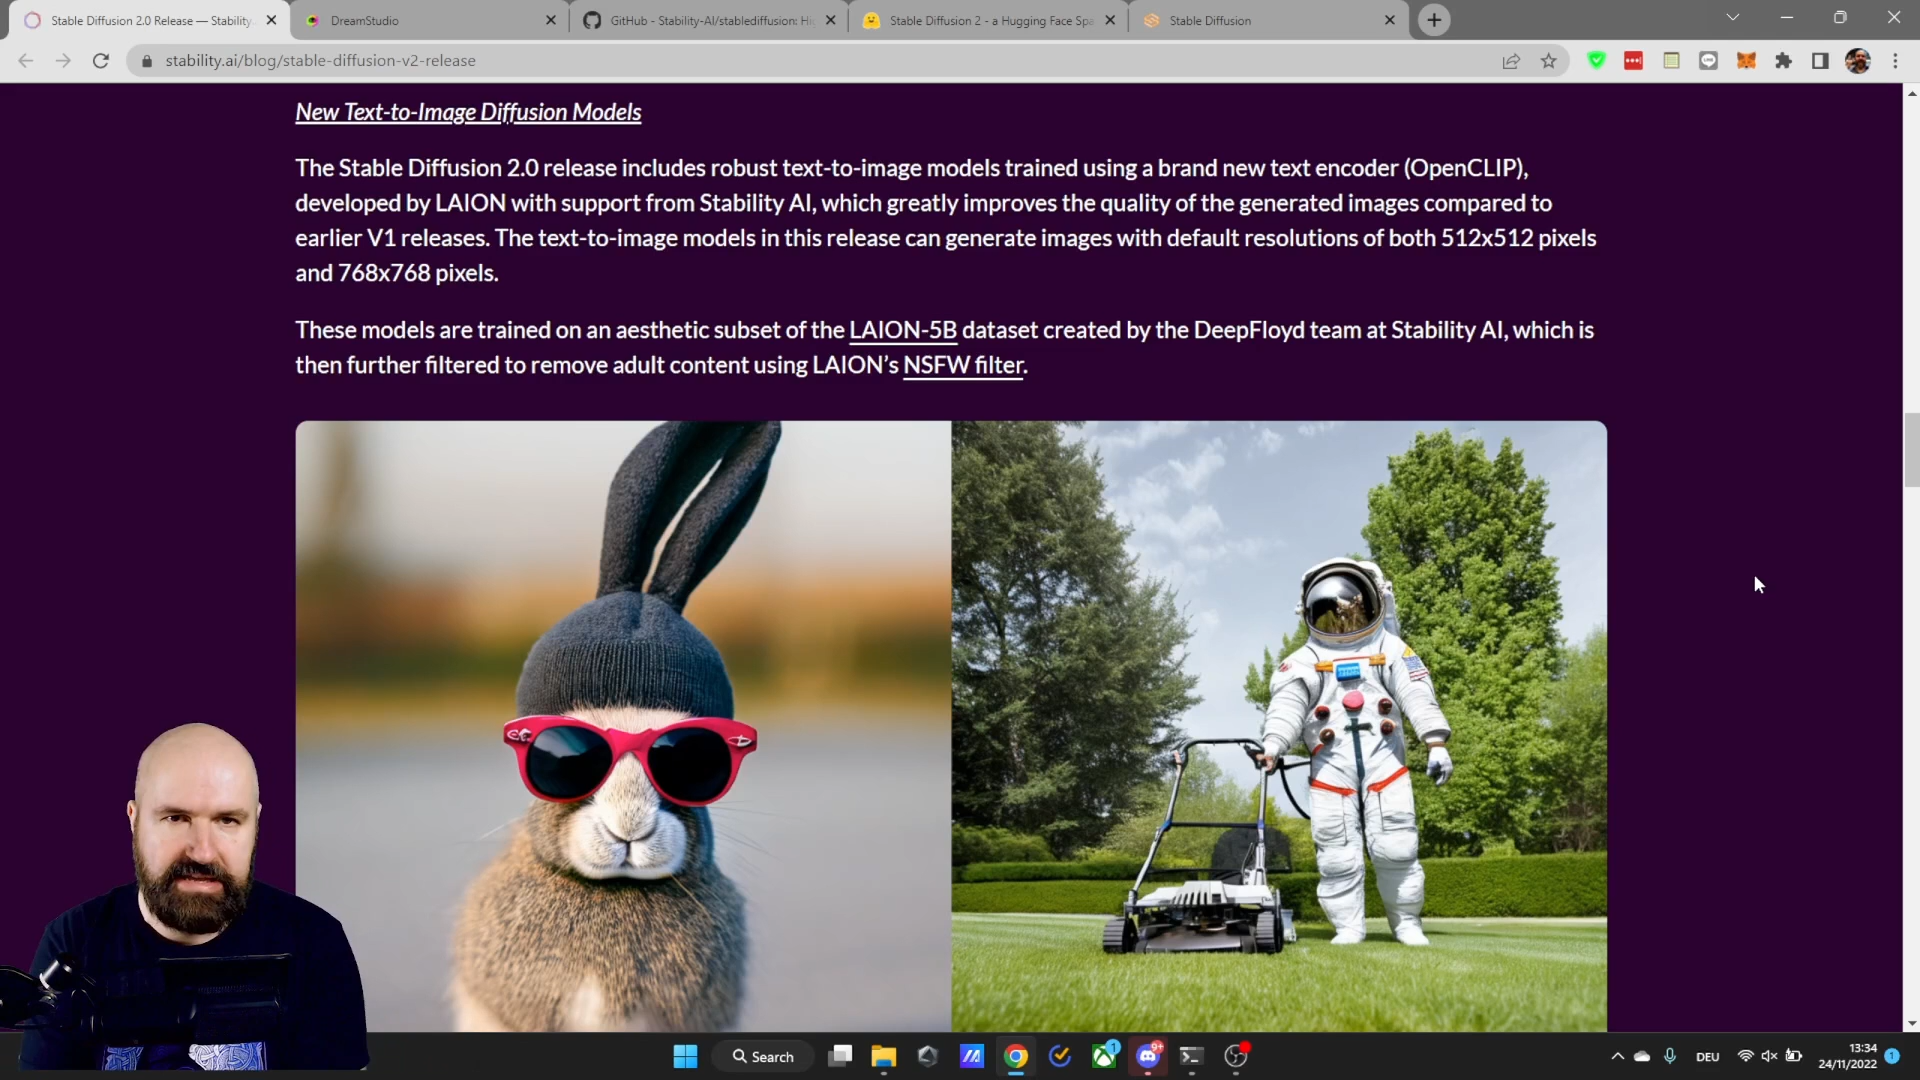 Stable Diffusion 2.0 Release — Stability.
DreamStudio
GitHub - Stability-AI/stablediffusion: Hi
Stable Diffusion 2 - a Hugging Face Spa
Stable Diffusion
stability.ai/blog/stable-diffusion-v2-release
New Text-to-Image Diffusion Models
The Stable Diffusion 2.0 release includes robust text-to-image models trained using a brand new text encoder (OpenCLIP),
developed by LAION with support from Stability AI, which greatly improves the quality of the generated images compared to
earlier V1 releases. The text-to-image models in this release can generate images with default resolutions of both 512x512 pixels
and 768x768 pixels.
These models are trained on an aesthetic subset of the LAION-5B dataset created by the DeepFloyd team at Stability AI, which is
then further filtered to remove adult content using LAION’s NSFW filter.
Search
1
9+
DEU
13:34
24/11/2022
1